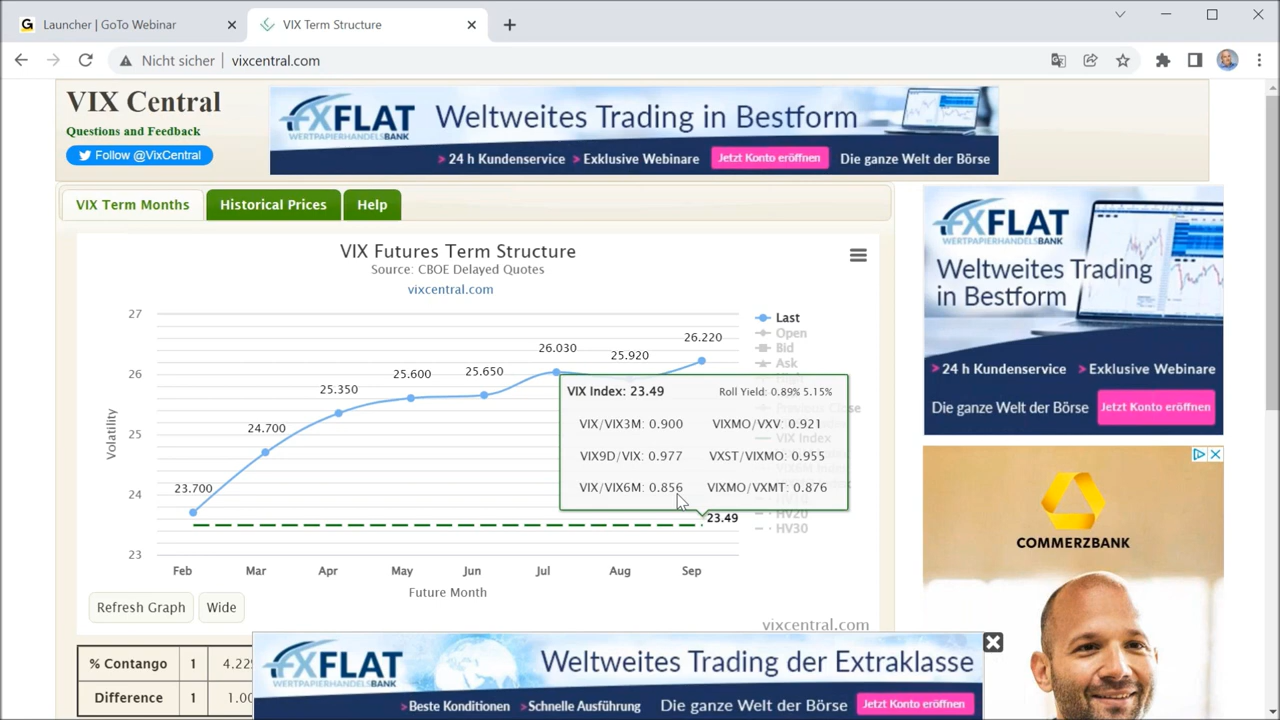 Launcher | GoTo Webinar
VIX Term Structure
Nicht sicher | vixcentral.com
VIX Central
Questions and Feedback
Follow @VixCentral
FXFLAT
WERTPAPIERHANDELSBANK
Weltweites Trading in Bestform
> 24 h Kundenservice > Exklusive Webinare Jetzt Konto eröffnen Die ganze Welt der Börse
VIX Term Months
Historical Prices
Help
FXFLAT
WERTPAPIERHANDELSBANK
Weltweites Trading
in Bestform
> 24 h Kundenservice > Exklusive Webinare
Die ganze Welt der Börse Jetzt Konto eröffnen
VIX Futures Term Structure
Source: CBOE Delayed Quotes
vixcentral.com
Volatility
27
26
25
24
23
23.700
24.700
25.350
25.600
25.650
26.030
25.920
26.220
23.49
Last
Open
Bid
Ask
Close
VIX Index
HV20
HV30
VIX Index: 23.49 Roll Yield: 0.89% 5.15%
VIX/VIX3M: 0.900 VIXMO/VXV: 0.921
VIX9D/VIX: 0.977 VXST/VIXMO: 0.955
VIX/VIX6M: 0.856 VIXMO/VXMT: 0.876
Feb Mar Apr May Jun Jul Aug Sep
Future Month
Refresh Graph
Wide
vixcentral.com
% Contango 1
Difference 1 1.00
COMMERZBANK
FXFLAT
WERTPAPIERHANDELSBANK
Weltweites Trading der Extraklasse
> Beste Konditionen > Schnelle Ausführung Die ganze Welt der Börse Jetzt Konto eröffnen